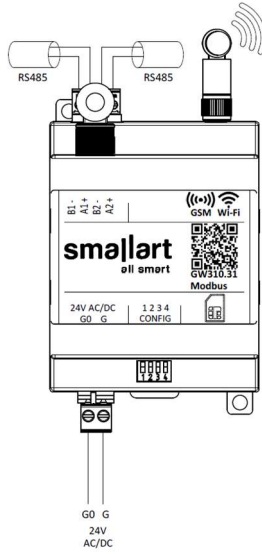 RS485 RS485
B1-
A1+
B2-
A2+
GSM Wi-Fi
smallart
all smart
GW310.31
Modbus
24V AC/DC 1 2 3 4
G0 G CONFIG
1 2 3 4
G0 G
24V
AC/DC